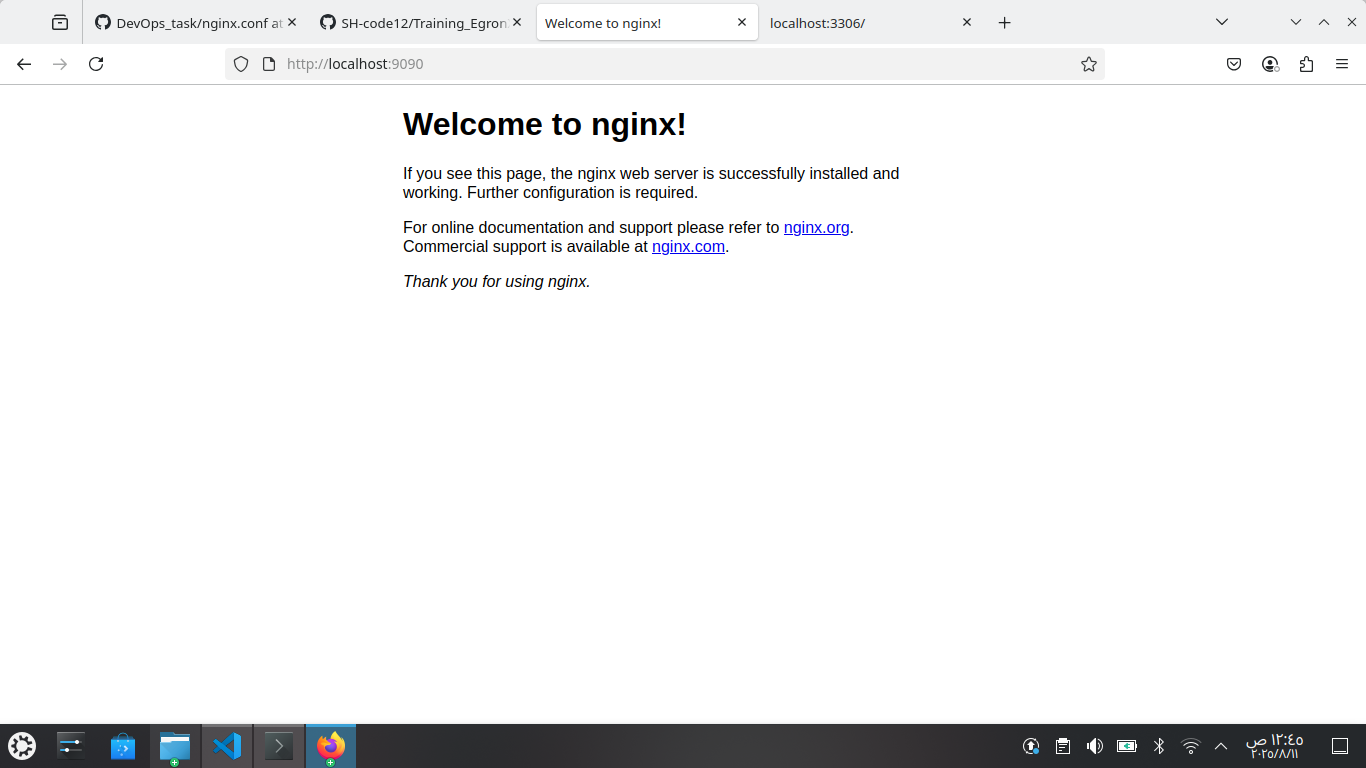 DevOps_task/nginx.conf at
SH-code12/Training_Egron
Welcome to nginx!
localhost:3306/
http://localhost:9090
Welcome to nginx!
If you see this page, the nginx web server is successfully installed and
working. Further configuration is required.
For online documentation and support please refer to nginx.org.
Commercial support is available at nginx.com.
Thank you for using nginx.
١٢:٤٥ ص
٢٠٢٥/٨/١١